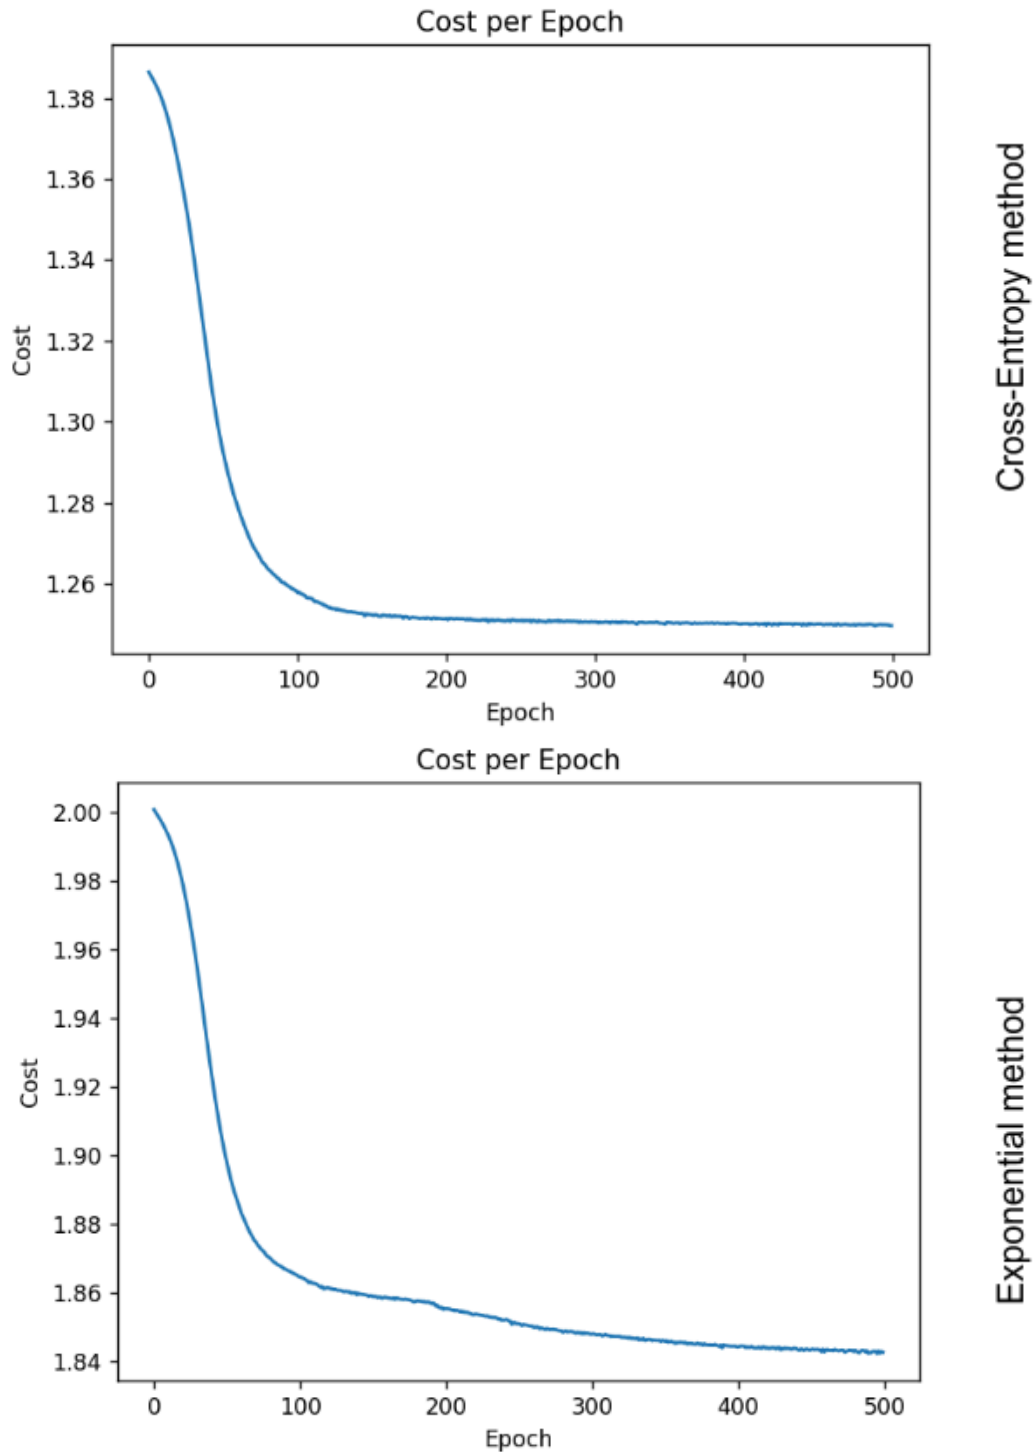 Cost per Epoch
1.38
1.36
1.34
1.32
1.30
1.28
1.26
Cost
0 100 200 300 400 500
Epoch
Cross-Entropy method
Cost per Epoch
2.00
1.98
1.96
1.94
1.92
1.90
1.88
1.86
1.84
Cost
0 100 200 300 400 500
Epoch
Exponential method